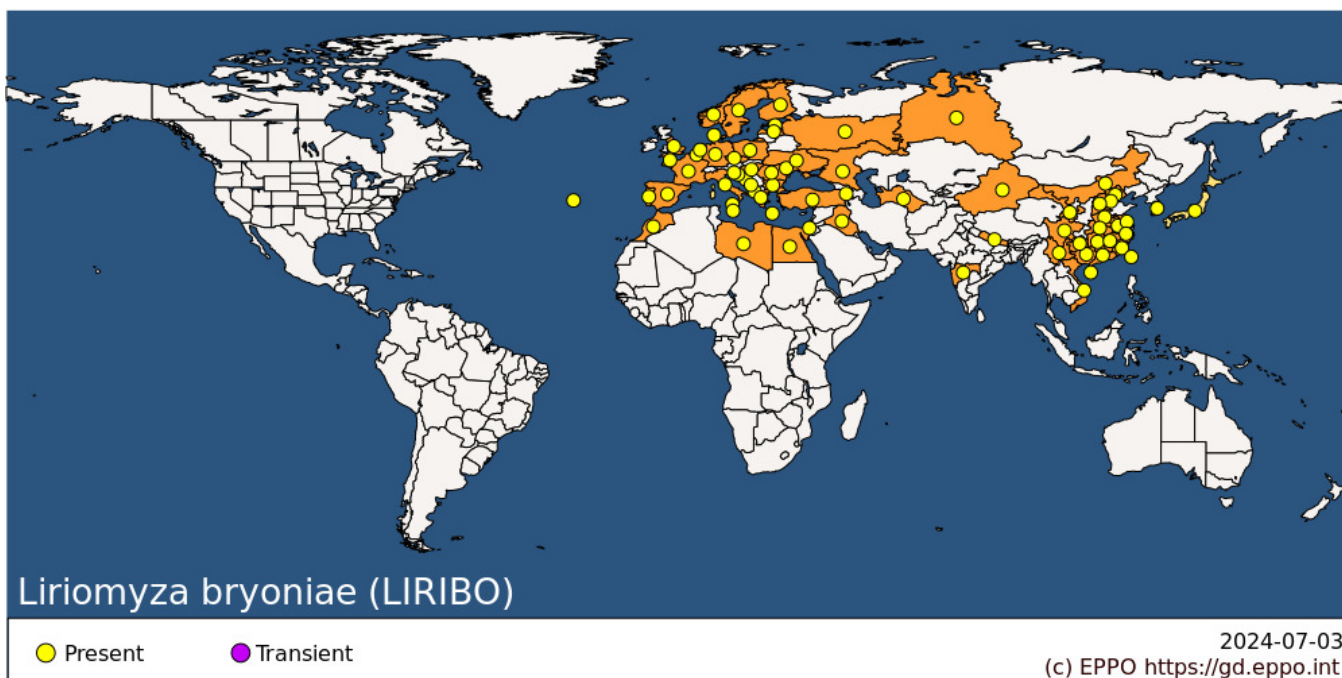 Liriomyza bryoniae (LIRIBO)
Present
Transient
2024-07-03
(c) EPPO https://gd.eppo.int